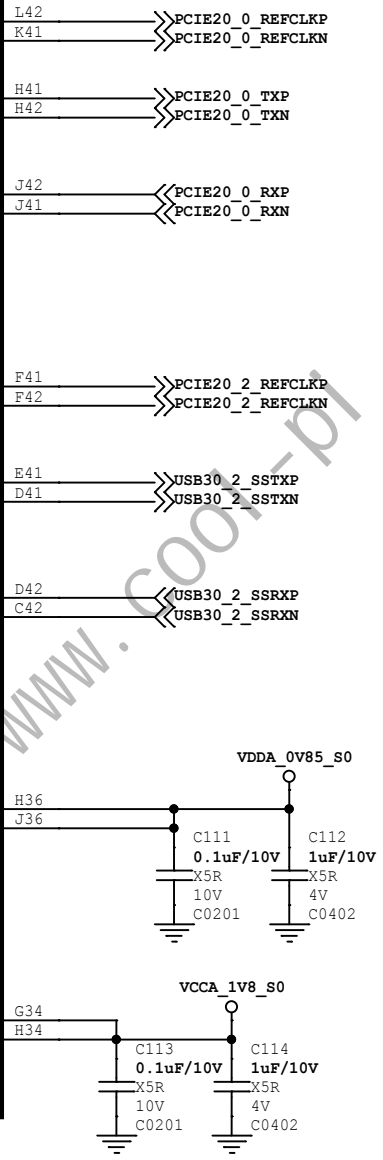 L42 PCIE20_0_REFCLKP
K41 PCIE20_0_REFCLKN
H41 PCIE20_0_TXP
H42 PCIE20_0_TXN
J42 PCIE20_0_RXP
J41 PCIE20_0_RXN
F41 PCIE20_2_REFCLKP
F42 PCIE20_2_REFCLKN
E41 USB30_2_SSTXP
D41 USB30_2_SSTXN
D42 USB30_2_SSRXP
C42 USB30_2_SSRXN
www.cool-pi
VDDA_0V85_S0
H36
J36
C111 C112
0.1uF/10V 1uF/10V
X5R X5R
10V 4V
C0201 C0402
VCCA_1V8_S0
G34
H34
C113 C114
0.1uF/10V 1uF/10V
X5R X5R
10V 4V
C0201 C0402